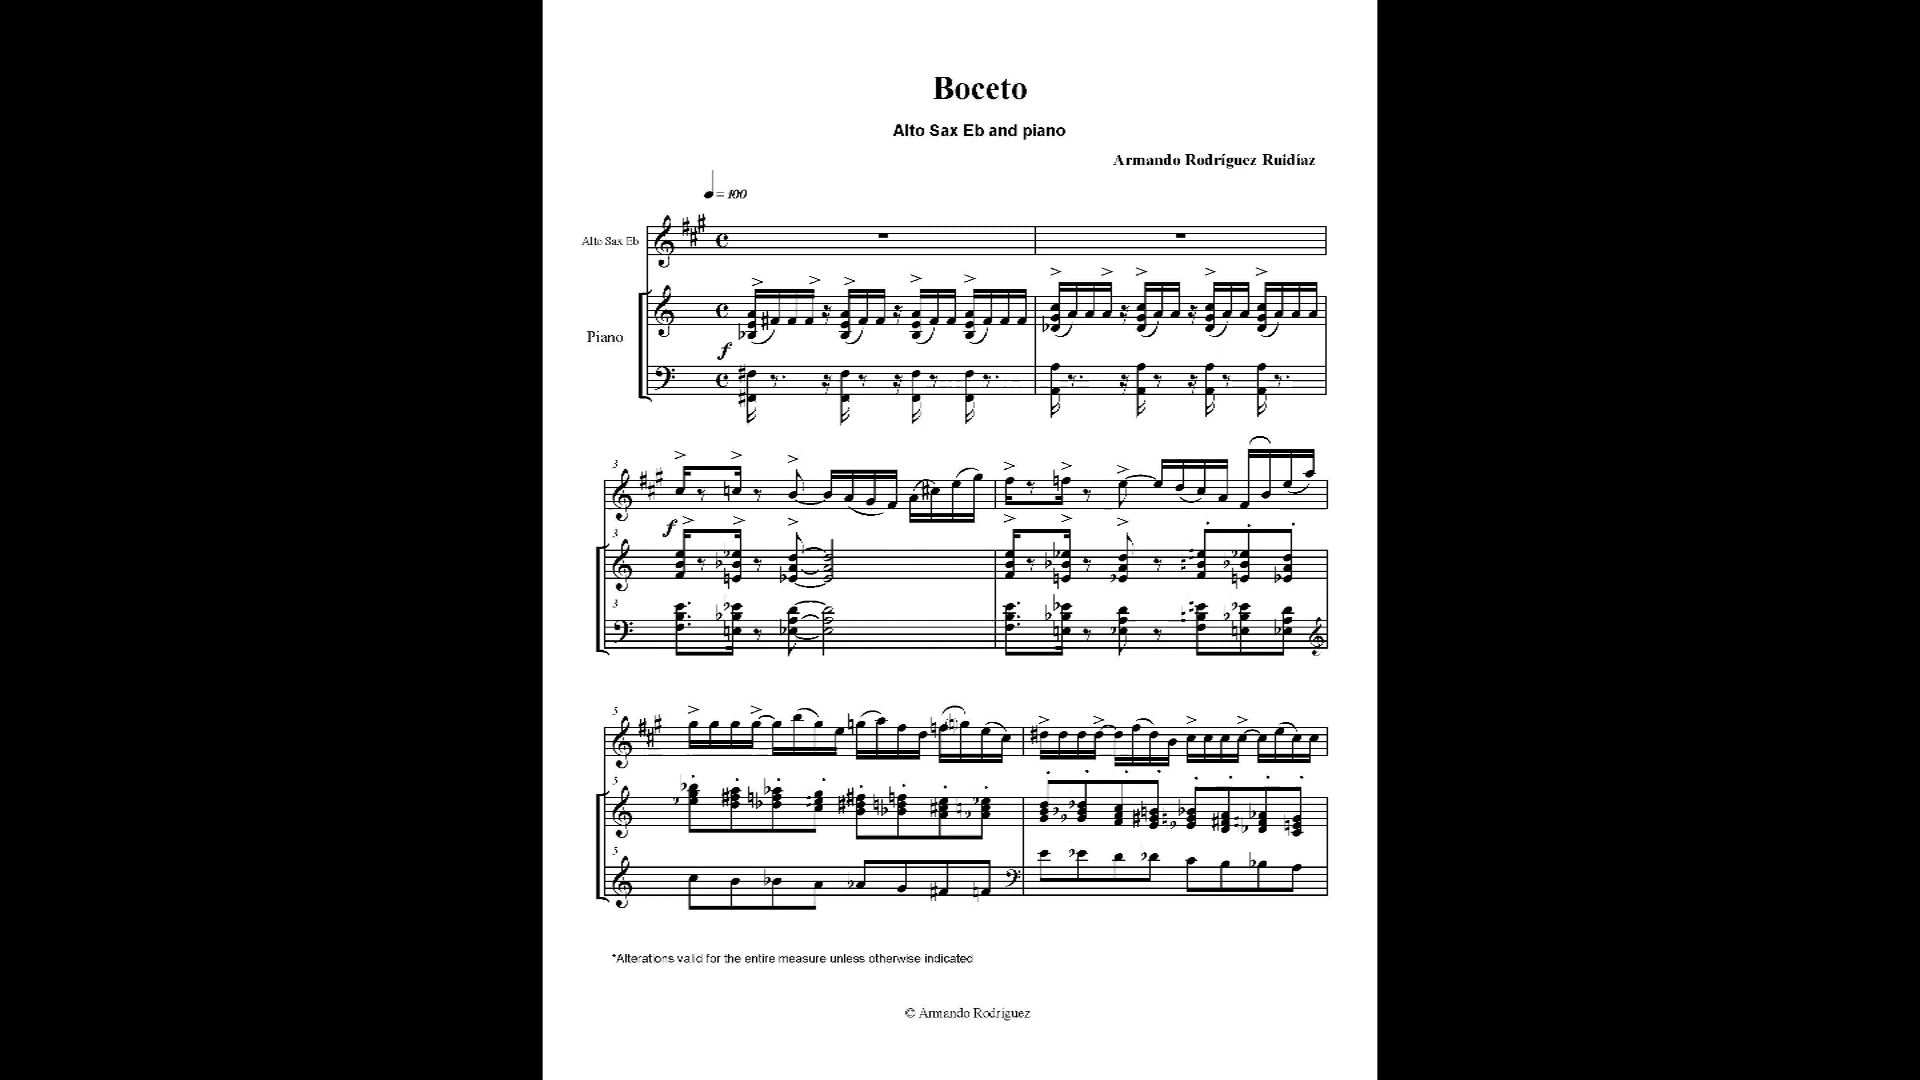 Boceto
Alto Sax Eb and piano
Armando Rodríguez Ruidíaz
= 100
Alto Sax Eb
Piano
f
3
f
3
3
5
5
5
*Alterations valid for the entire measure unless otherwise indicated
© Armando Rodriguez